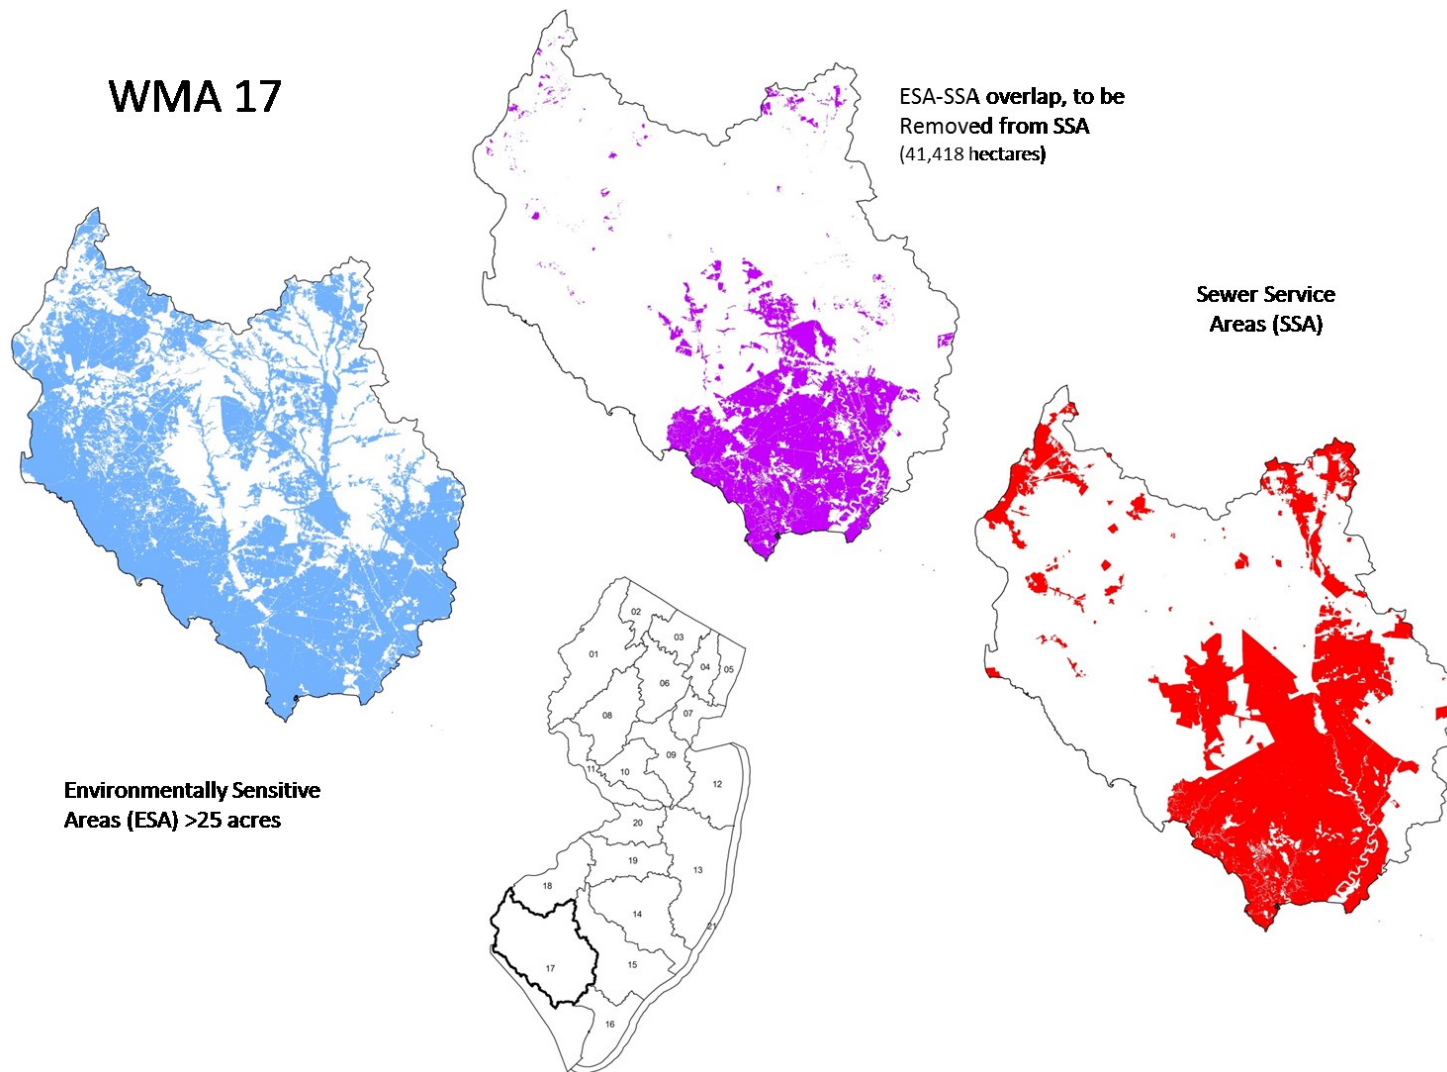 WMA 17
ESA-SSA overlap, to be
Removed from SSA
(41,418 hectares)
Sewer Service
Areas (SSA)
Environmentally Sensitive
Areas (ESA) >25 acres
02
03
01
04
05
06
08
07
09
11
10
12
20
19
13
18
14
21
17
15
16